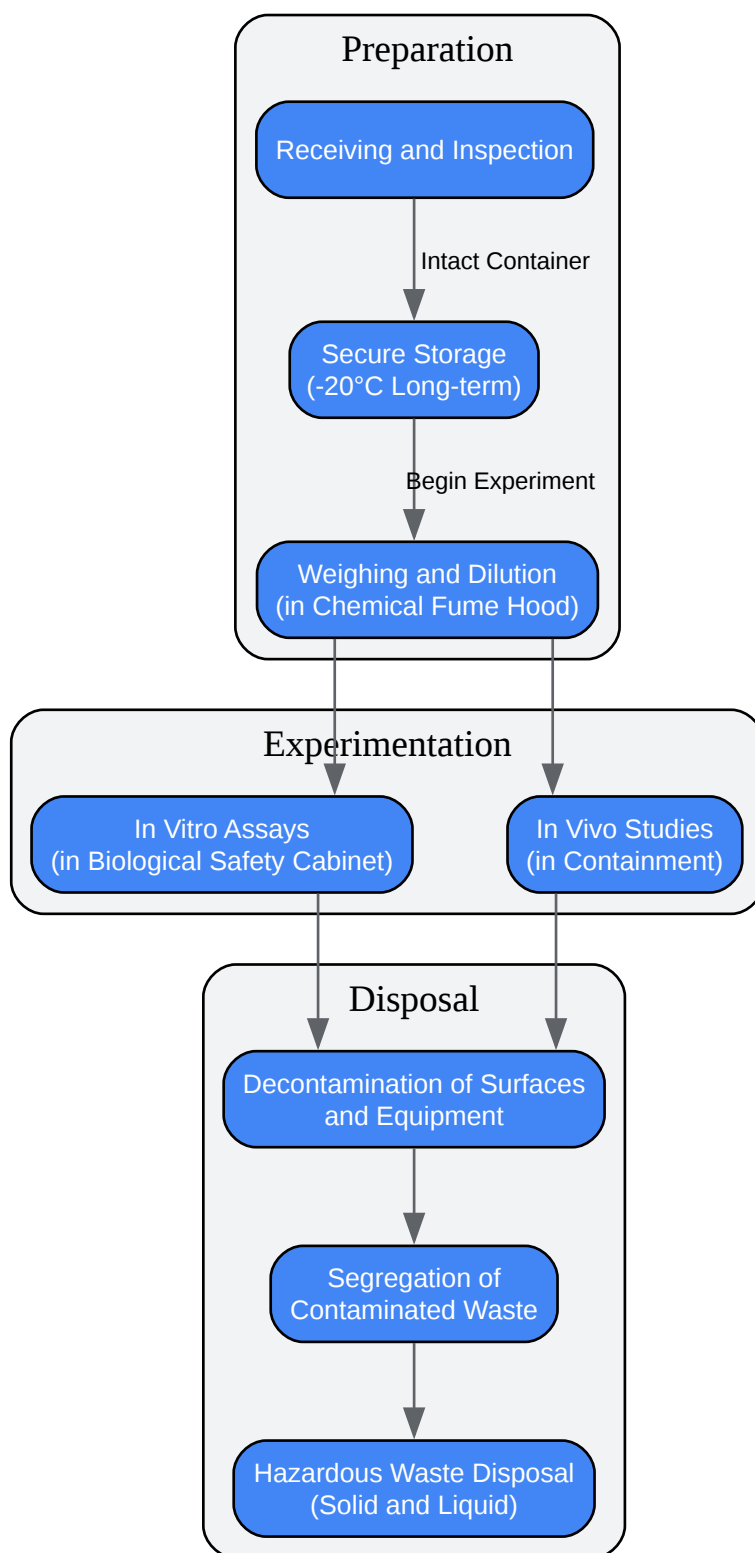 Preparation
Receiving and Inspection
Intact Container
Secure Storage
(-20°C Long-term)
Begin Experiment
Weighing and Dilution
(in Chemical Fume Hood)
Experimentation
In Vitro Assays
(in Biological Safety Cabinet)
In Vivo Studies
(in Containment)
Disposal
Decontamination of Surfaces
and Equipment
Segregation of
Contaminated Waste
Hazardous Waste Disposal
(Solid and Liquid)